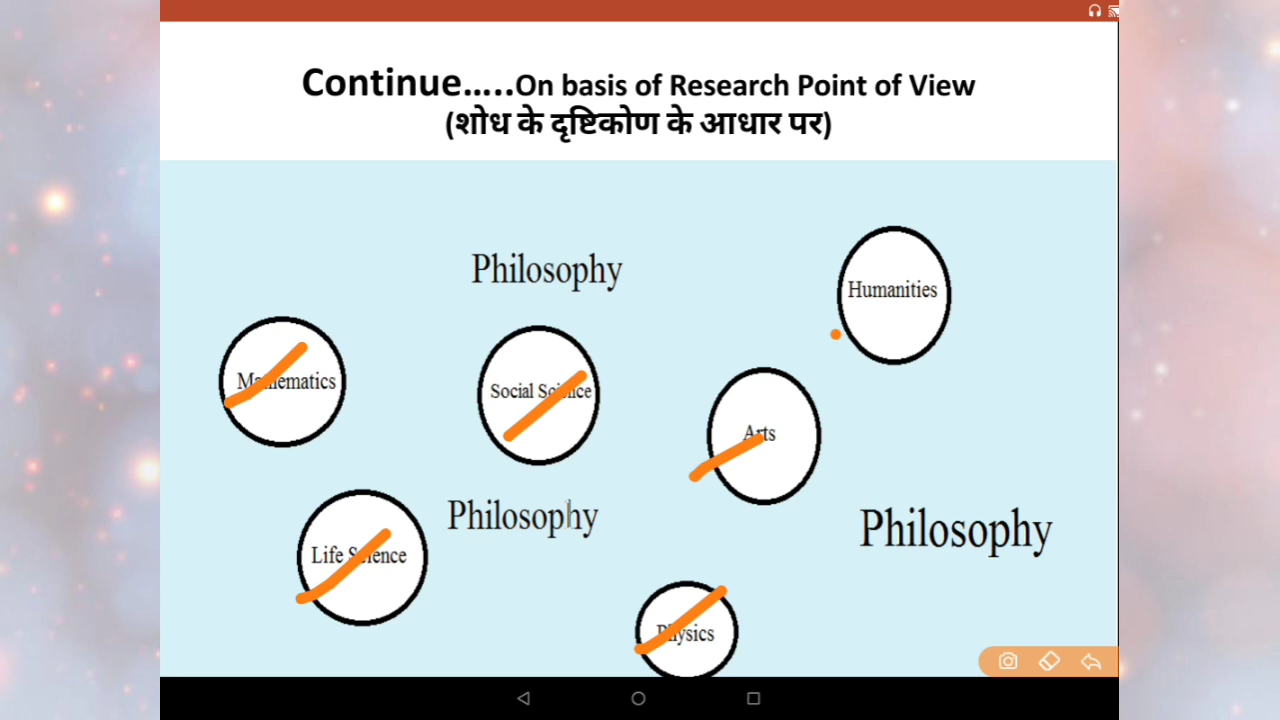 Continue.....On basis of Research Point of View
(शोध के दृष्टिकोण के आधार पर)
Philosophy
Humanities
Mathematics
Social Science
Arts
Philosophy
Philosophy
Life Science
Physics